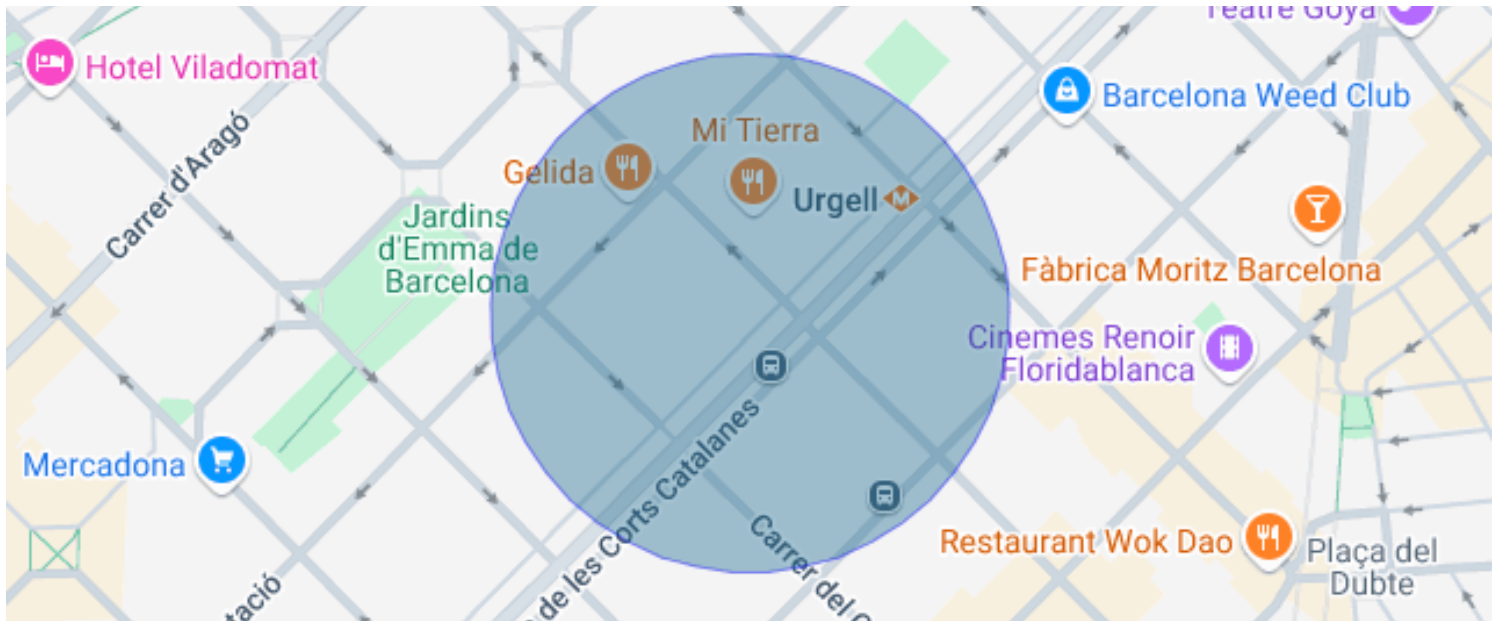 Teatre Goya
Hotel Viladomat
Barcelona Weed Club
Mi Tierra
Gelida
Urgell
M
Carrer d'Aragó
Jardins
d'Emma de
Barcelona
Fàbrica Moritz Barcelona
Cinemes Renoir
Floridablanca
Mercadona
de les Corts Catalanes
Carrer del
Restaurant Wok Dao
Plaça del
Dubte
tació